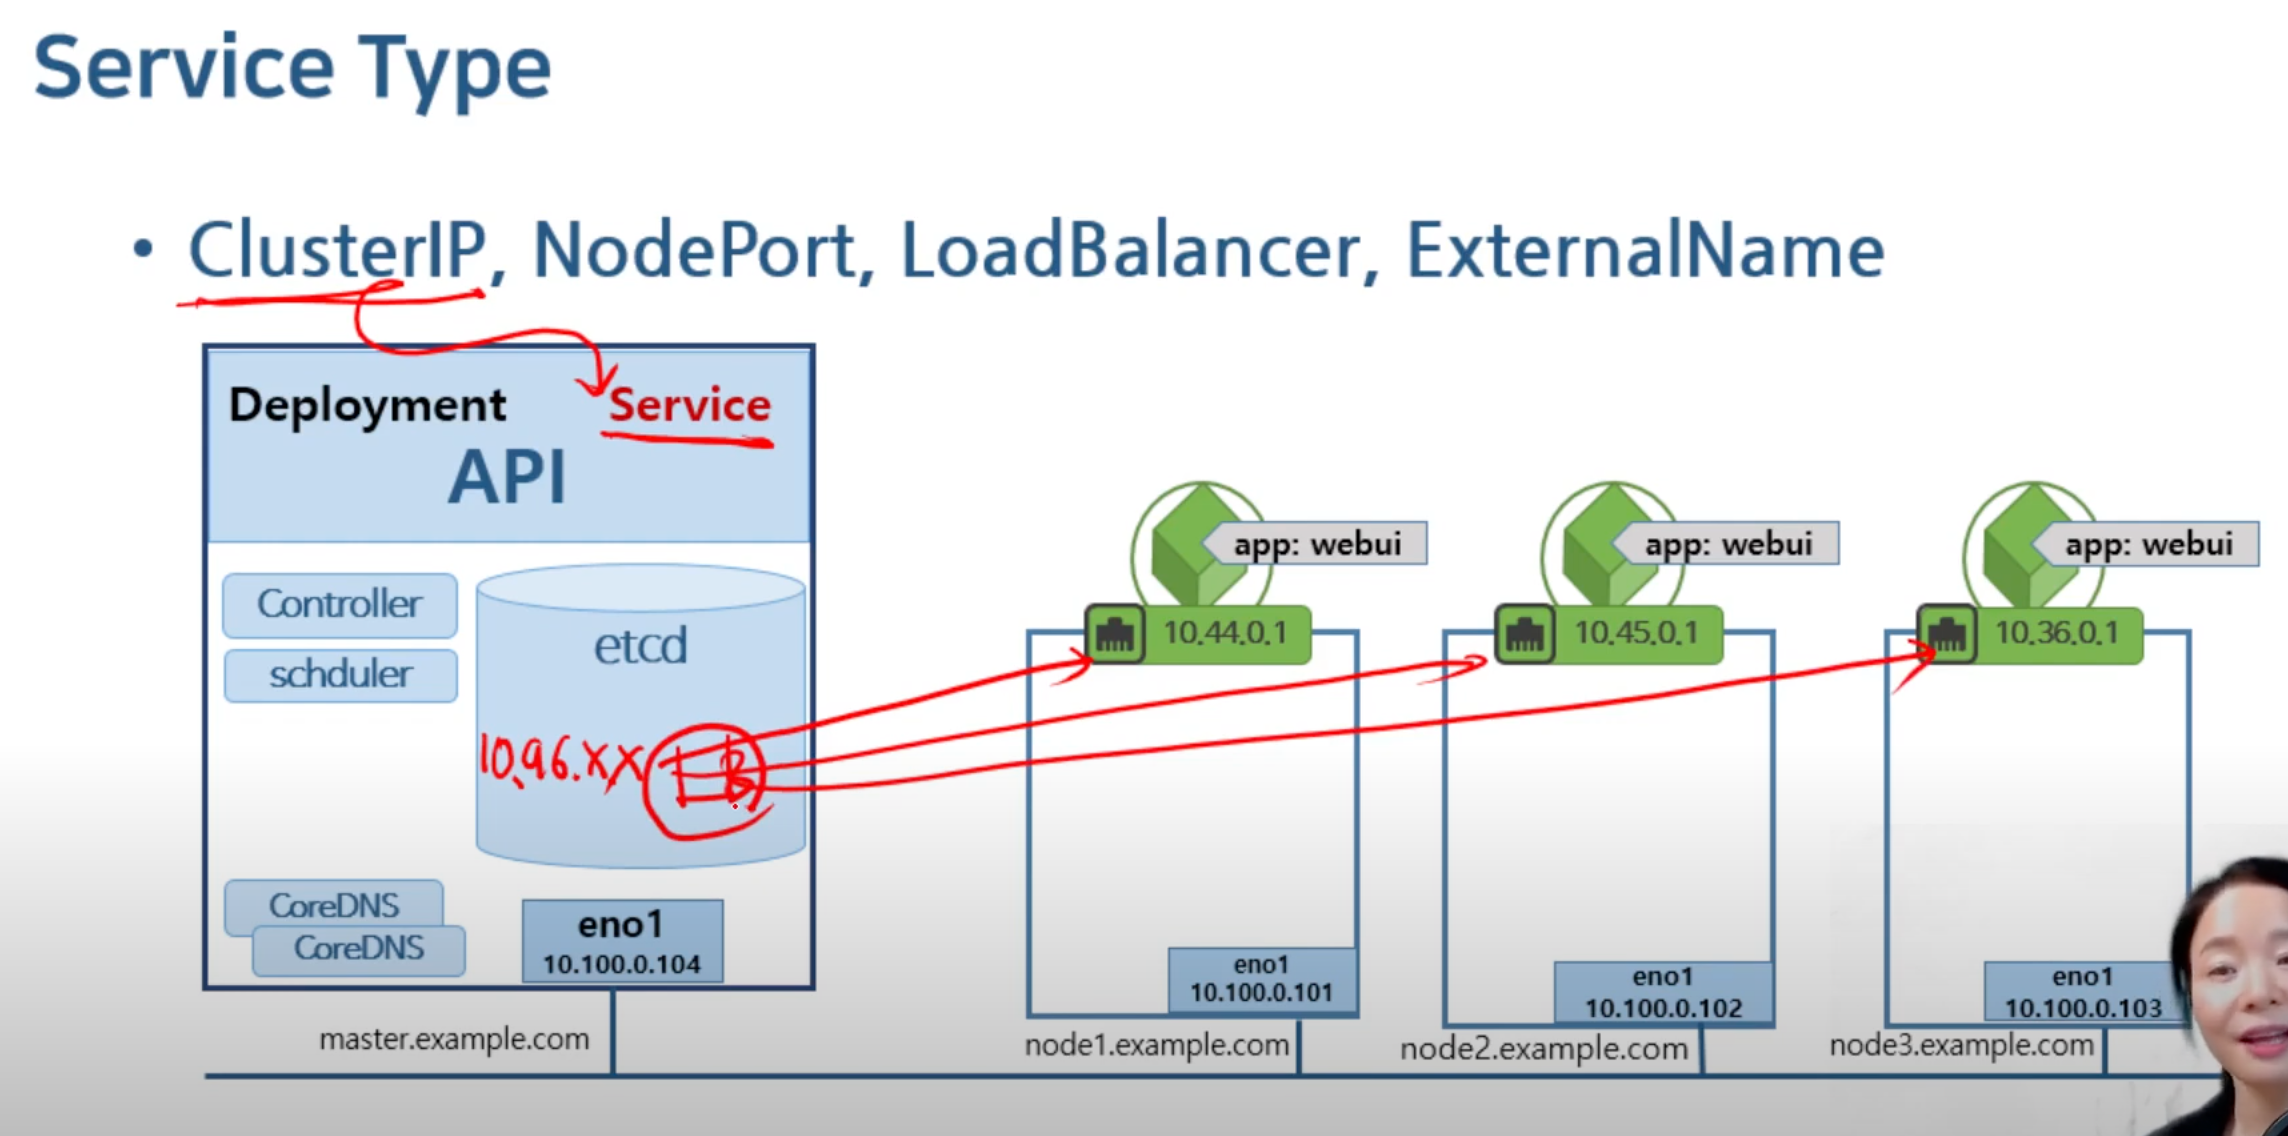 Service Type
• ClusterIP, NodePort, LoadBalancer, ExternalName
Deployment Service
API
Controller
schduler
etcd
10.96.x.x
CoreDNS
CoreDNS
eno1
10.100.0.104
master.example.com
app: webui
10.44.0.1
eno1
10.100.0.101
node1.example.com
app: webui
10.45.0.1
eno1
10.100.0.102
node2.example.com
app: webui
10.36.0.1
eno1
10.100.0.103
node3.example.com